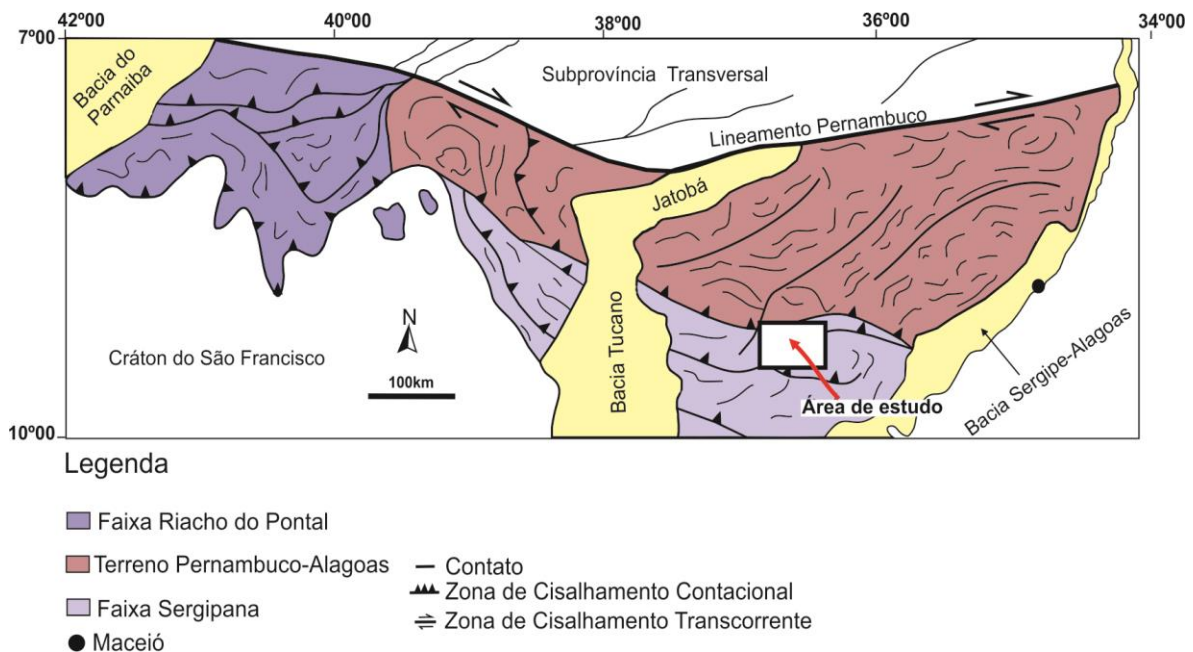 42º00'
40º00'
38º00'
36º00'
34º00
7º00
10º00
Bacia do
Parnaiba
Subprovíncia Transversal
Lineamento Pernambuco
Jatobá
Bacia Tucano
Cráton do São Francisco
N
100km
Área de estudo
Bacia Sergipe-Alagoas
Legenda
Faixa Riacho do Pontal
Terreno Pernambuco-Alagoas
Faixa Sergipana
Maceió
Contato
Zona de Cisalhamento Contacional
Zona de Cisalhamento Transcorrente